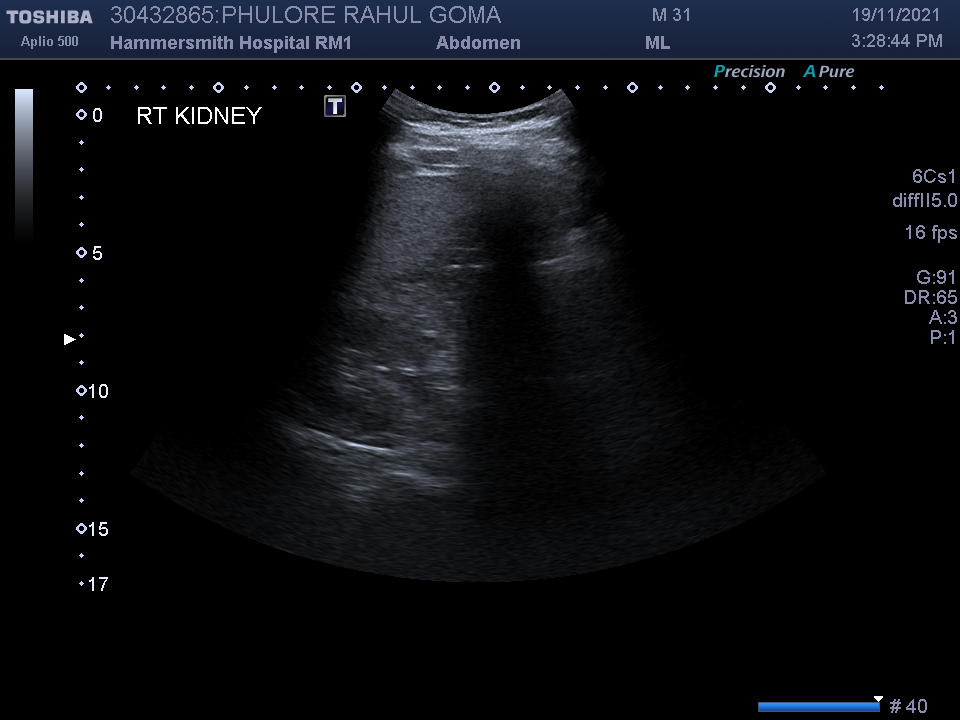 TOSHIBA 30432865:PHULORE RAHUL GOMA M 31 19/11/2021
Aplio 500 Hammersmith Hospital RM1 Abdomen ML 3:28:44 PM
Precision A Pure
0 RT KIDNEY T
6Cs1
diffII5.0
16 fps
5
G:91
DR:65
A:3
P:1
10
15
17
#40